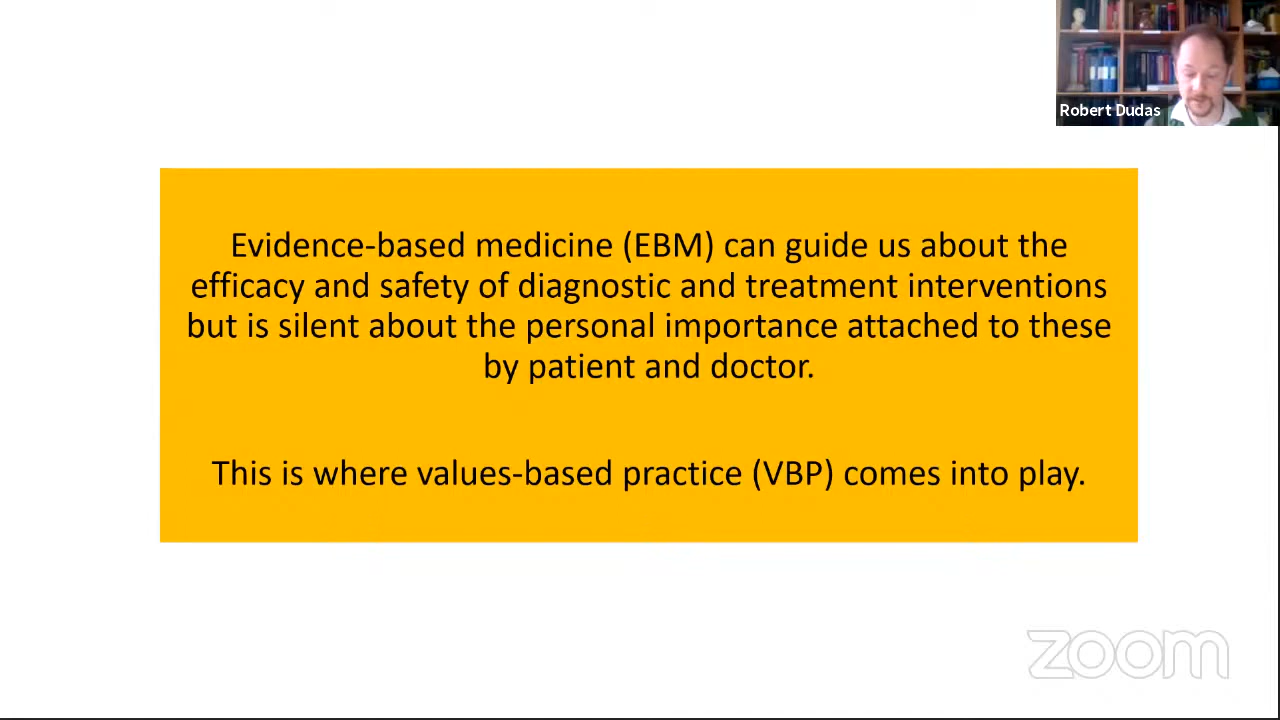 Robert Dudas
Evidence-based medicine (EBM) can guide us about the
efficacy and safety of diagnostic and treatment interventions
but is silent about the personal importance attached to these
by patient and doctor.
This is where values-based practice (VBP) comes into play.
zoom